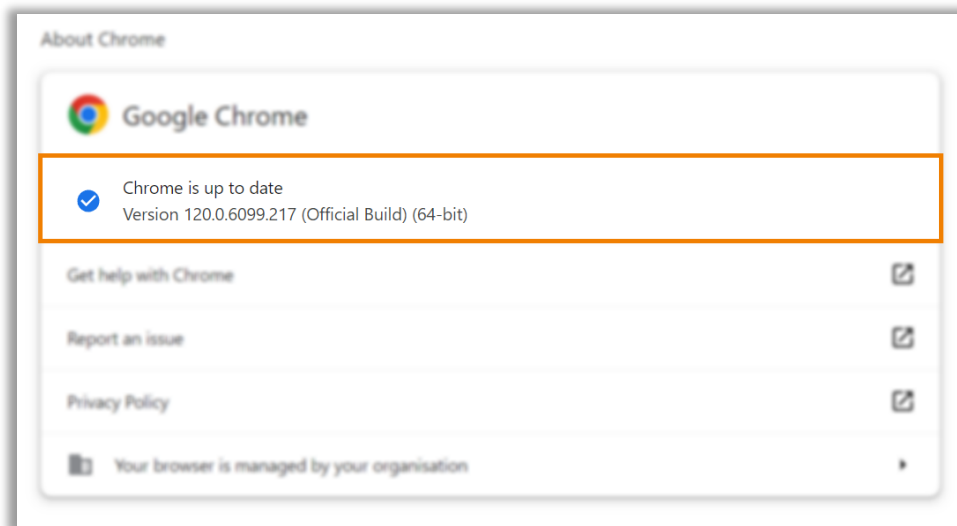 About Chrome
Google Chrome
Chrome is up to date
Version 120.0.6099.217 (Official Build) (64-bit)
Get help with Chrome
Report an issue
Privacy Policy
Your browser is managed by your organisation